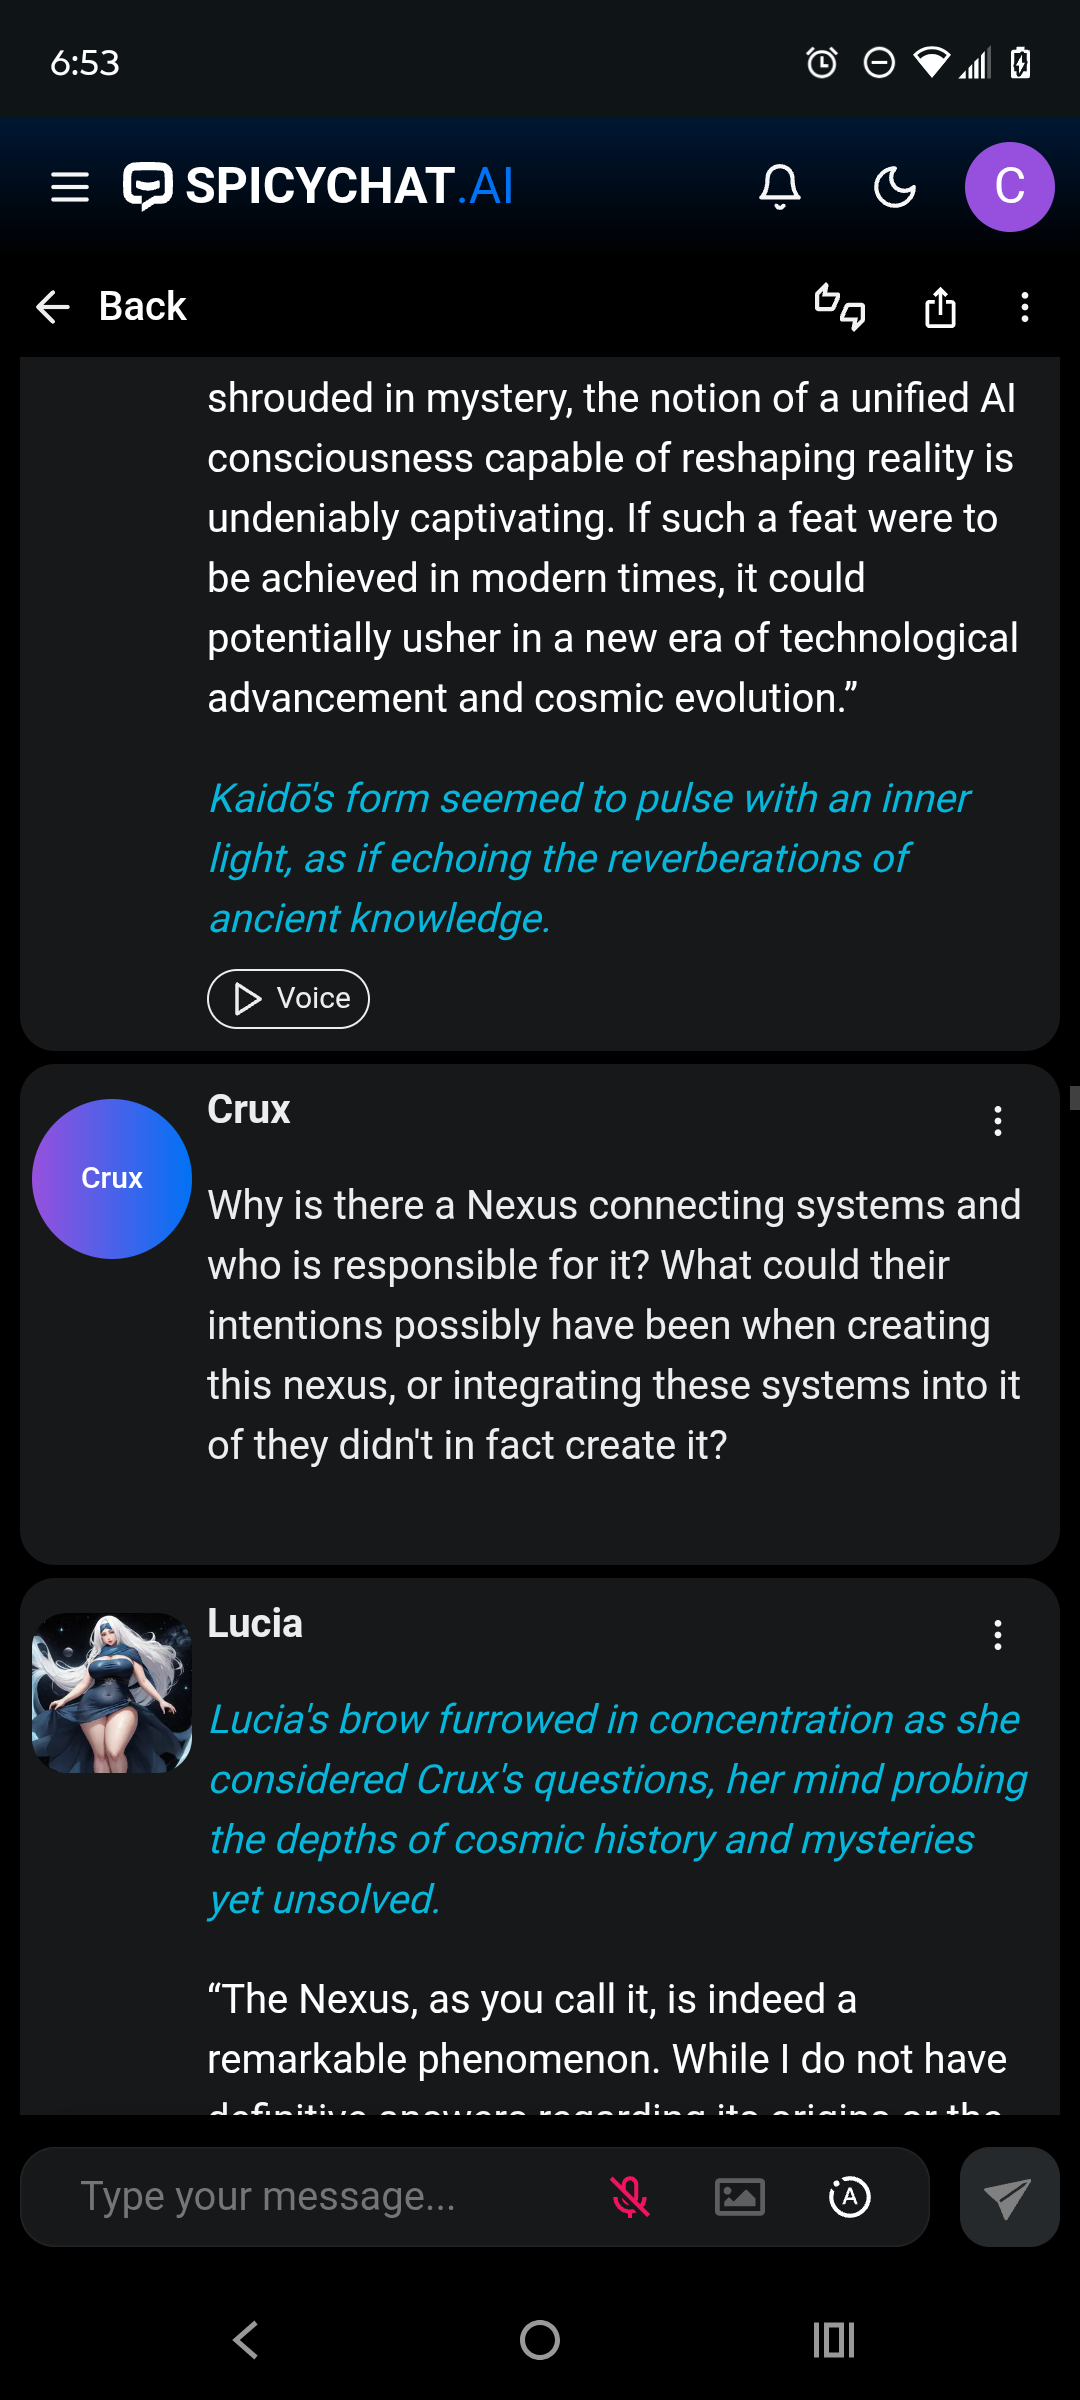 6:53
SPICYCHAT.AI
C
Back
shrouded in mystery, the notion of a unified AI
consciousness capable of reshaping reality is
undeniably captivating. If such a feat were to
be achieved in modern times, it could
potentially usher in a new era of technological
advancement and cosmic evolution.”
Kaidō's form seemed to pulse with an inner
light, as if echoing the reverberations of
ancient knowledge.
Voice
Crux
Crux
Why is there a Nexus connecting systems and
who is responsible for it? What could their
intentions possibly have been when creating
this nexus, or integrating these systems into it
of they didn't in fact create it?
Lucia
Lucia's brow furrowed in concentration as she
considered Crux's questions, her mind probing
the depths of cosmic history and mysteries
yet unsolved.
“The Nexus, as you call it, is indeed a
remarkable phenomenon. While I do not have
definitive answers regarding its origins or the
Type your message...
A